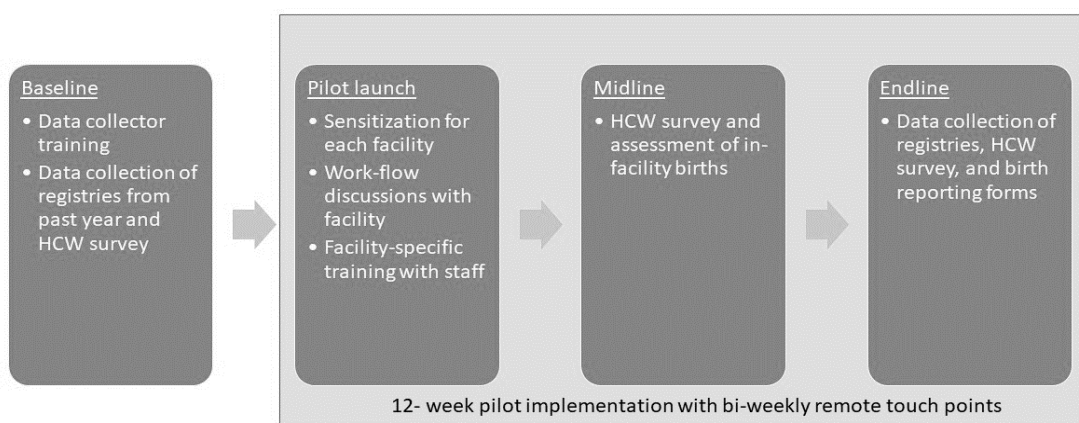 Baseline
• Data collector
training
• Data collection of
registries from
past year and
HCW survey
Pilot launch
• Sensitization for
each facility
• Work-flow
discussions with
facility
• Facility-specific
training with staff
Midline
• HCW survey and
assessment of in-
facility births
Endline
• Data collection of
registries, HCW
survey, and birth
reporting forms
12- week pilot implementation with bi-weekly remote touch points